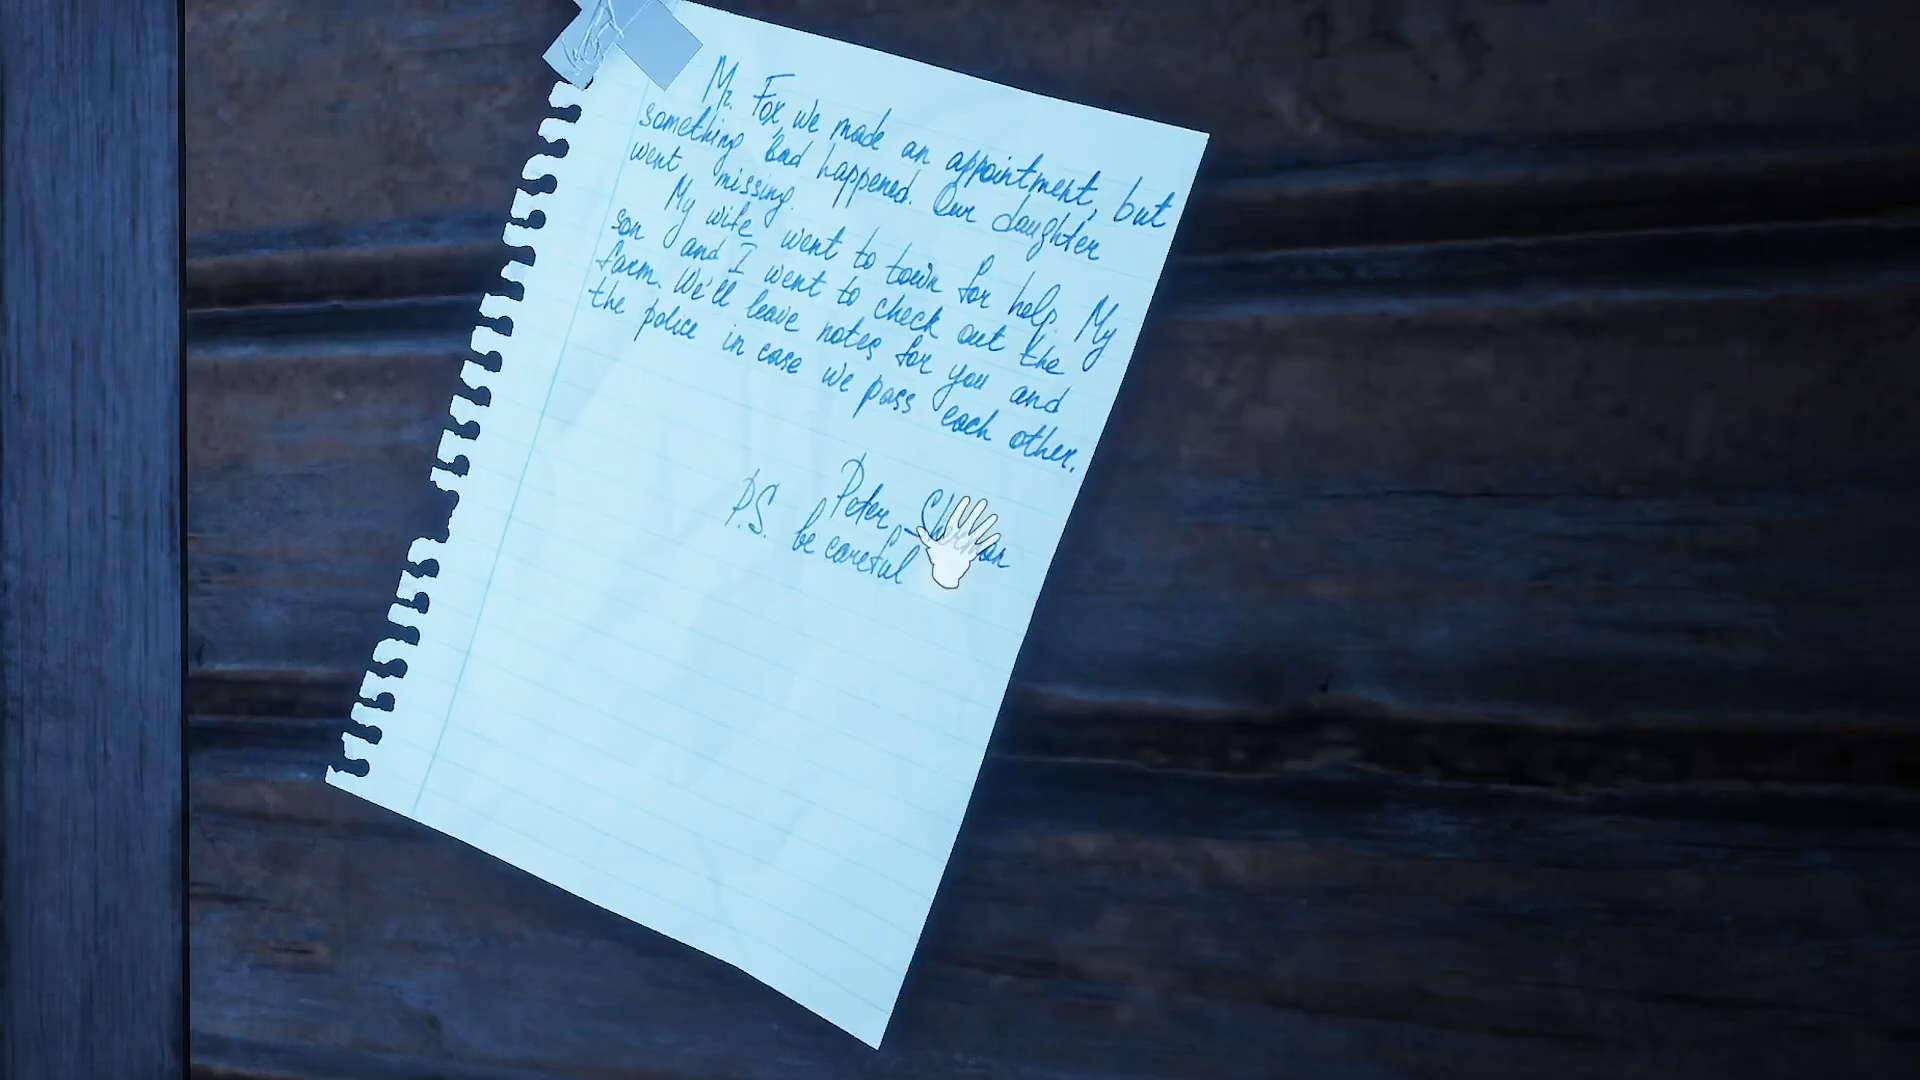 Mr. Fox, we made an appointment, but
something bad happened. Our daughter
went missing.
My wife went to town for help. My
son and I went to check out the
farm. We'll leave notes for you and
the police in case we pass each other.
Peter
P.S. be careful